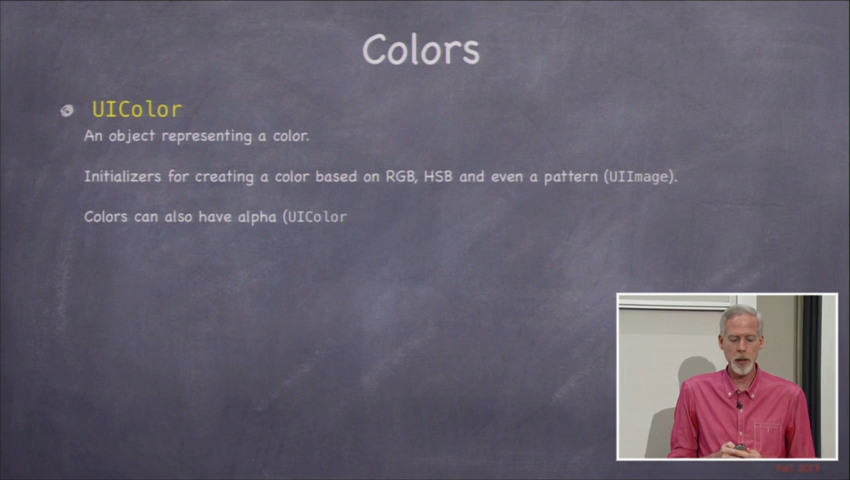 Colors
UIColor
An object representing a color.
Initializers for creating a color based on RGB, HSB and even a pattern (UIImage).
Colors can also have alpha (UIColor